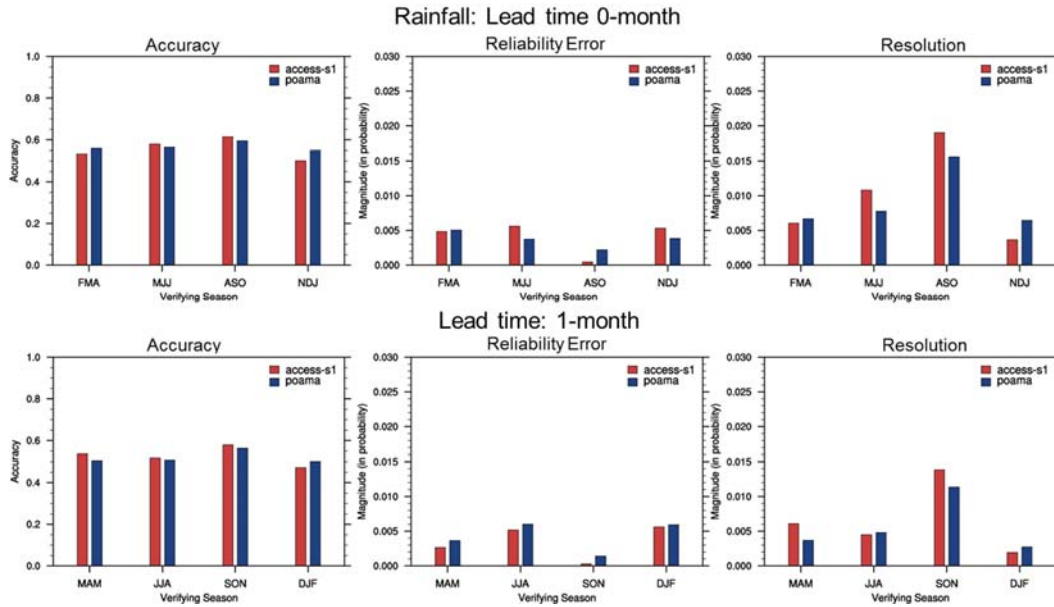 Rainfall: Lead time 0-month
Accuracy
access-s1
poama
1.0
0.8
0.6
0.4
0.2
0.0
Accuracy
FMA MJJ ASO NDJ
Verifying Season
Reliability Error
access-s1
poama
0.030
0.025
0.020
0.015
0.010
0.005
0.000
Magnitude (in probability)
FMA MJJ ASO NDJ
Verifying Season
Resolution
access-s1
poama
0.030
0.025
0.020
0.015
0.010
0.005
0.000
Magnitude (in probability)
FMA MJJ ASO NDJ
Verifying Season
Lead time: 1-month
Accuracy
access-s1
poama
1.0
0.8
0.6
0.4
0.2
0.0
Accuracy
MAM JJA SON DJF
Verifying Season
Reliability Error
access-s1
poama
0.030
0.025
0.020
0.015
0.010
0.005
0.000
Magnitude (in probability)
MAM JJA SON DJF
Verifying Season
Resolution
access-s1
poama
0.030
0.025
0.020
0.015
0.010
0.005
0.000
Magnitude (in probability)
MAM JJA SON DJF
Verifying Season